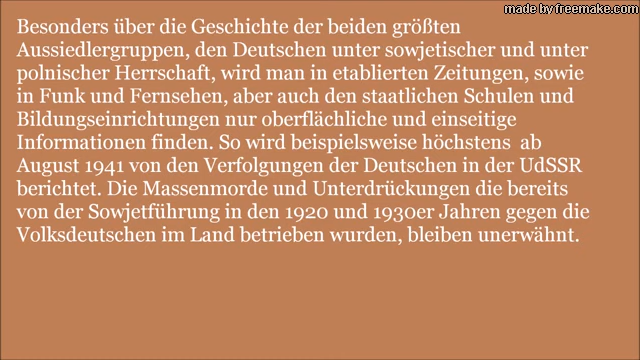 made by freemake.com
Besonders über die Geschichte der beiden größten
Aussiedlergruppen, den Deutschen unter sowjetischer und unter
polnischer Herrschaft, wird man in etablierten Zeitungen, sowie
in Funk und Fernsehen, aber auch den staatlichen Schulen und
Bildungseinrichtungen nur oberflächliche und einseitige
Informationen finden. So wird beispielsweise höchstens  ab
August 1941 von den Verfolgungen der Deutschen in der UdSSR
berichtet. Die Massenmorde und Unterdrückungen die bereits
von der Sowjetführung in den 1920 und 1930er Jahren gegen die
Volksdeutschen im Land betrieben wurden, bleiben unerwähnt.